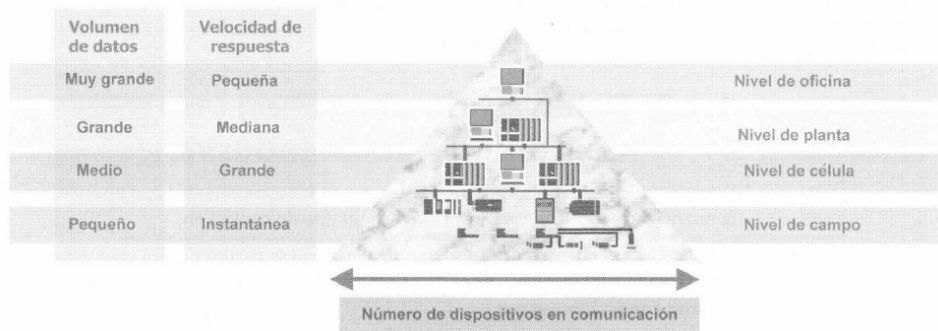 Volumen de datos
Velocidad de respuesta
Muy grande Pequeña Nivel de oficina
Grande Mediana Nivel de planta
Medio Grande Nivel de célula
Pequeño Instantánea Nivel de campo
Número de dispositivos en comunicación